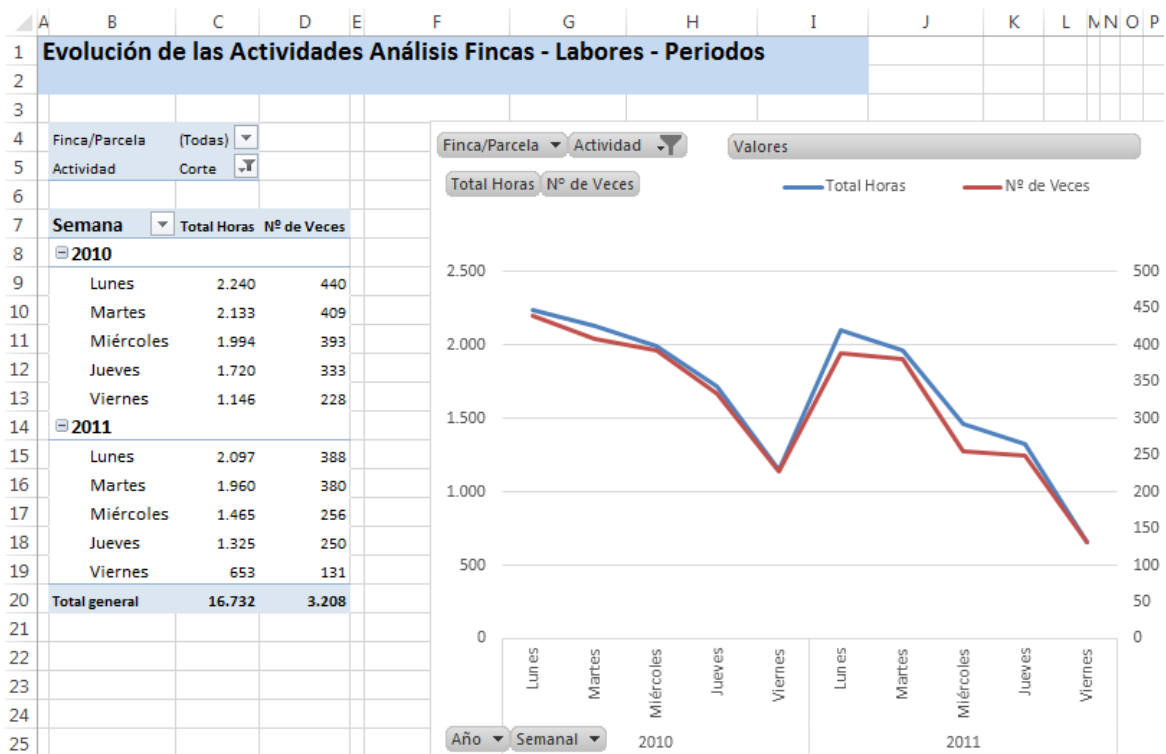 A B C D E F G H I J K L M N O P
1 Evolución de las Actividades Análisis Fincas - Labores - Periodos
2
3
4 Finca/Parcela (Todas)
5 Actividad Corte
6
7 Semana Total Horas Nº de Veces
8 2010
9 Lunes 2.240 440
10 Martes 2.133 409
11 Miércoles 1.994 393
12 Jueves 1.720 333
13 Viernes 1.146 228
14 2011
15 Lunes 2.097 388
16 Martes 1.960 380
17 Miércoles 1.465 256
18 Jueves 1.325 250
19 Viernes 653 131
20 Total general 16.732 3.208
21
22
23
24
25
Finca/Parcela Actividad Valores
Total Horas Nº de Veces
Total Horas Nº de Veces
2.500 500
450
2.000 400
350
1.500 300
250
1.000 200
150
500 100
50
0 0
Lunes Martes Miércoles Jueves Viernes Lunes Martes Miércoles Jueves Viernes
Año Semanal 2010 2011